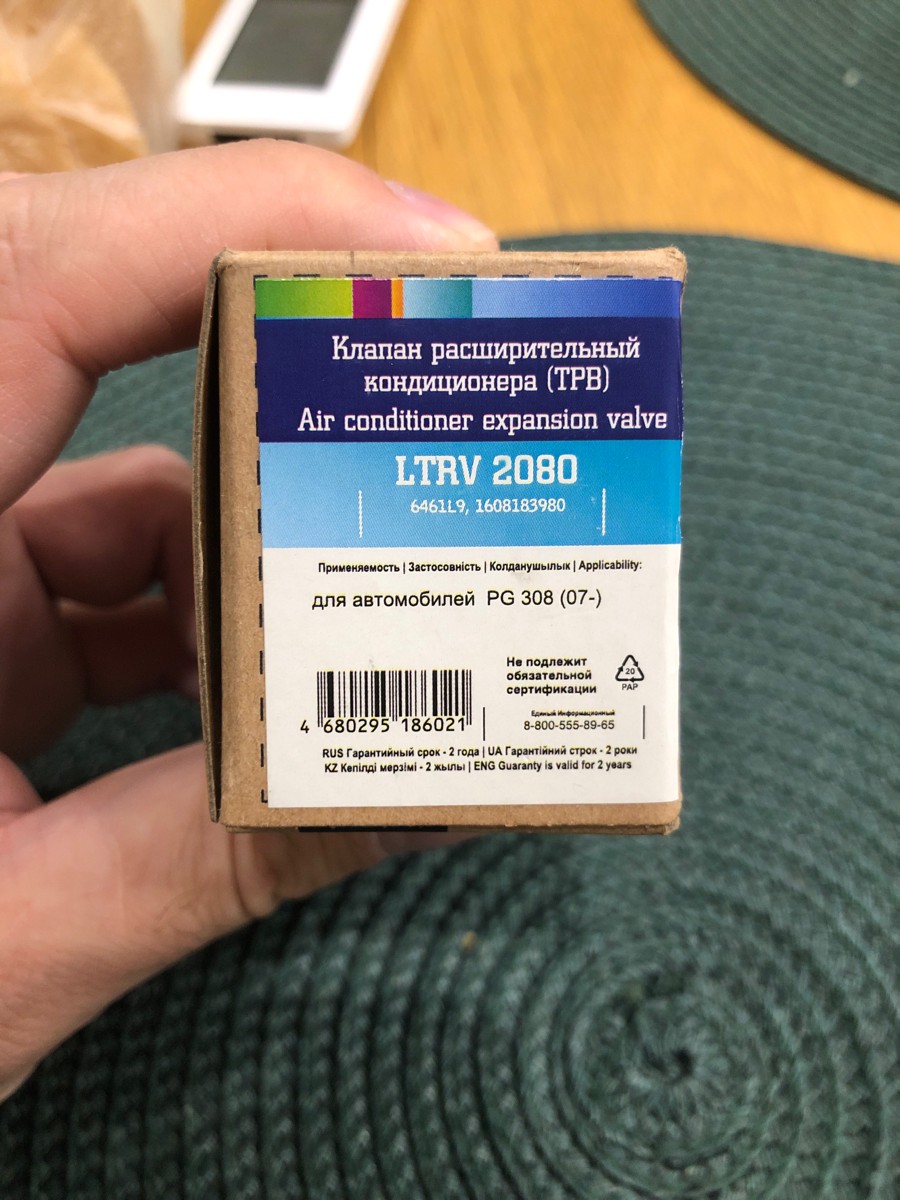 Клапан расширительный
кондиционера (ТРВ)
Air conditioner expansion valve
LTRV 2080
6461L9, 1608183980
Применяемость | Застосовність | Колданушылык | Applicability:
для автомобилей PG 308 (07-)
Не подлежит
обязательной
сертификации
20
PAP
4 680295 186021
Единый Информационный
8-800-555-89-65
RUS Гарантийный срок - 2 года | UA Гарантійний строк - 2 роки
KZ Кепілді мерзімі - 2 жылы | ENG Guaranty is valid for 2 years